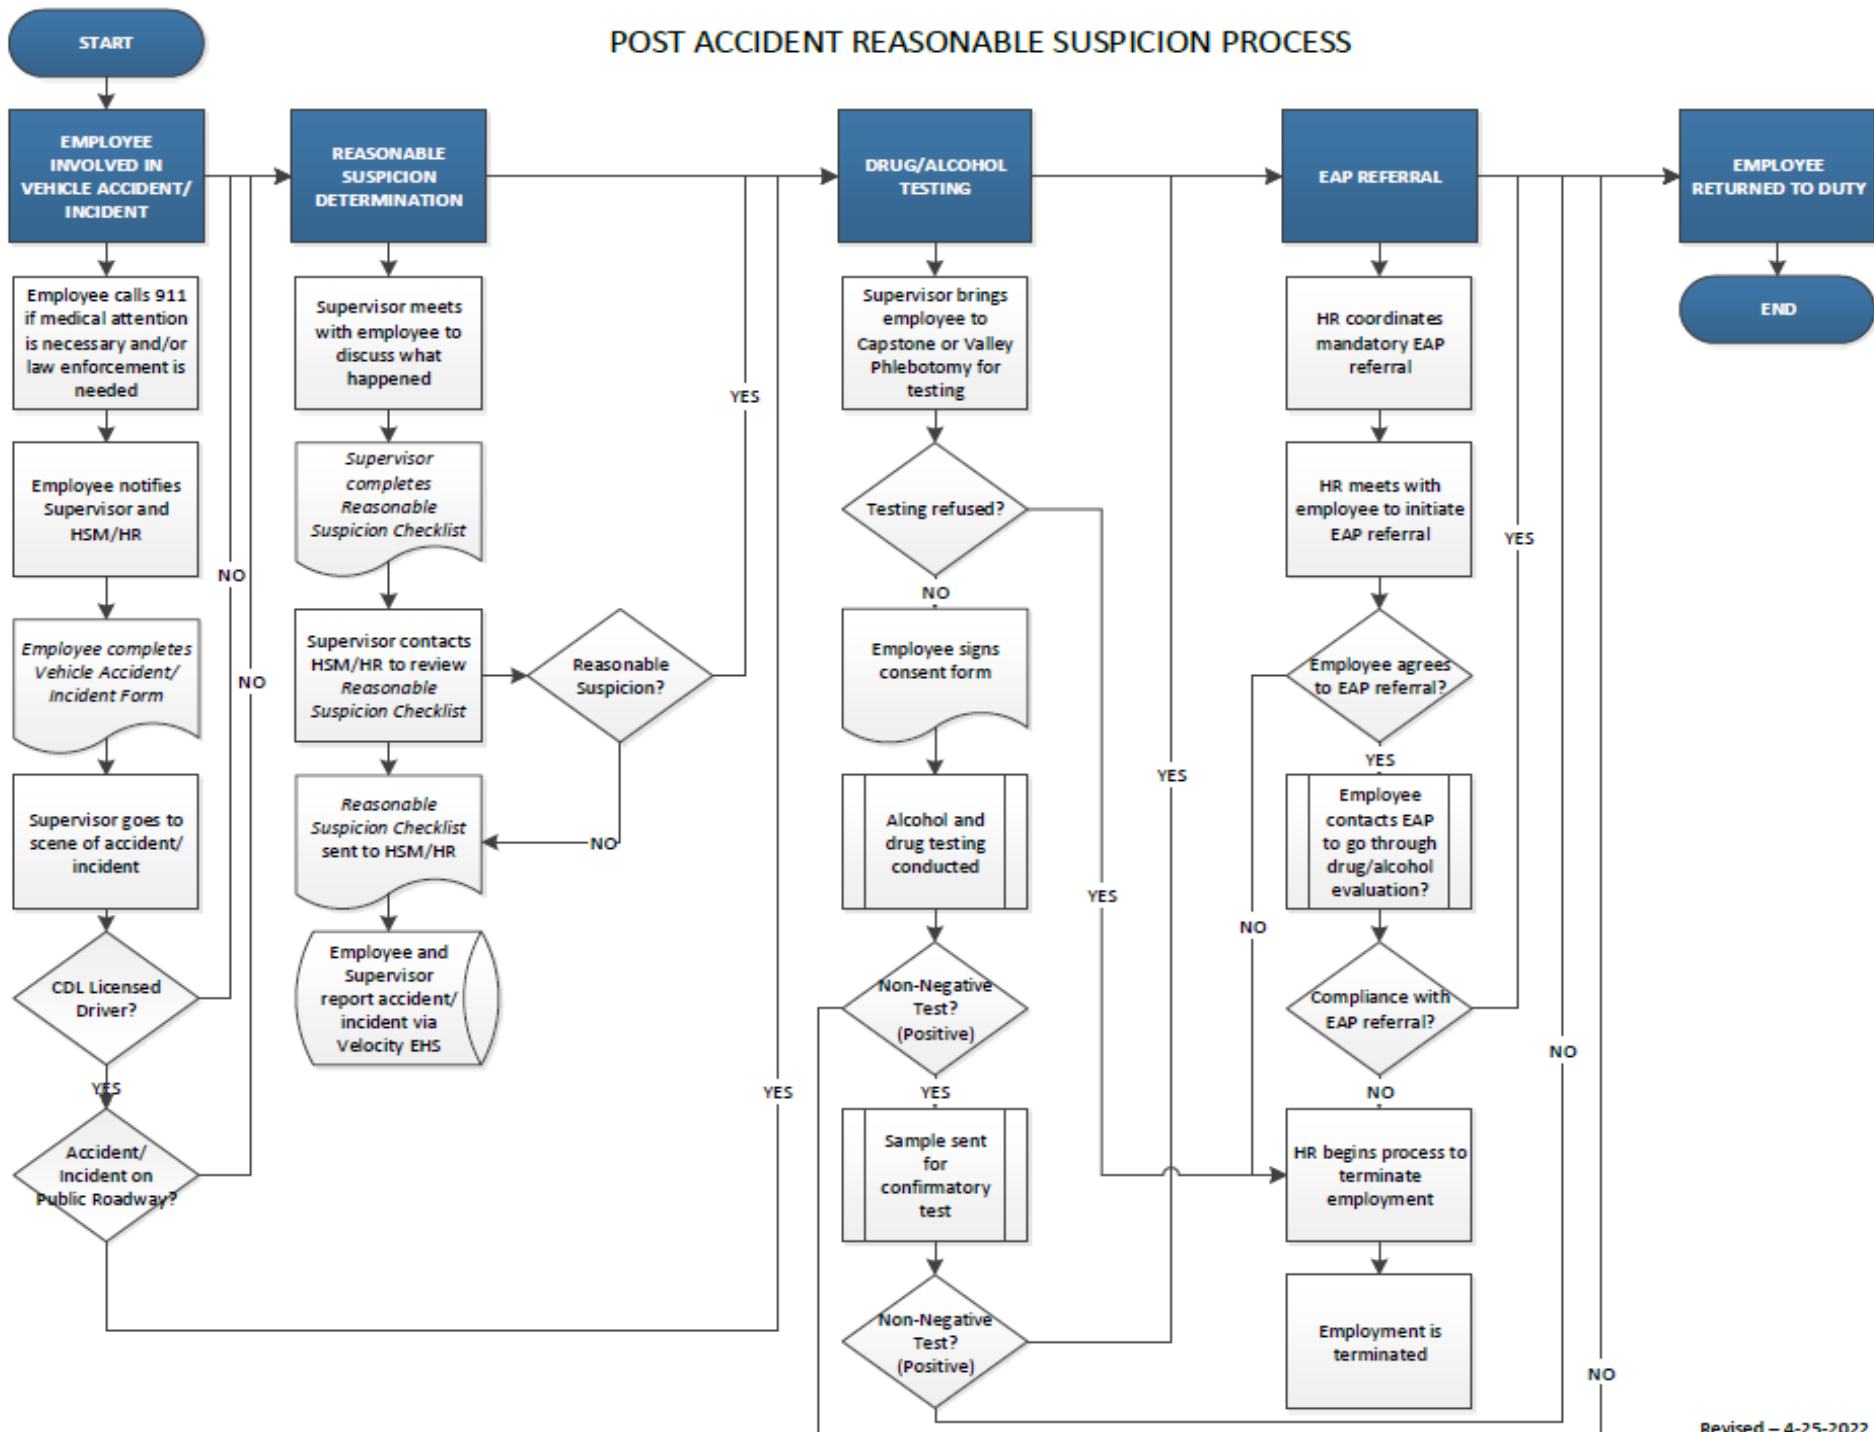 START
POST ACCIDENT REASONABLE SUSPICION PROCESS
EMPLOYEE
INVOLVED IN
VEHICLE ACCIDENT/
INCIDENT
REASONABLE
SUSPICION
DETERMINATION
DRUG/ALCOHOL
TESTING
EAP REFERRAL
EMPLOYEE
RETURNED TO DUTY
END
Employee calls 911
if medical attention
is necessary and/or
law enforcement is
needed
Employee notifies
Supervisor and
HSM/HR
Employee completes
Vehicle Accident/
Incident Form
Supervisor goes to
scene of accident/
incident
CDL Licensed
Driver?
NO
YES
Accident/
Incident on
Public Roadway?
NO
YES
Supervisor meets
with employee to
discuss what
happened
Supervisor
completes
Reasonable
Suspicion Checklist
Supervisor contacts
HSM/HR to review
Reasonable
Suspicion Checklist
Reasonable
Suspicion?
YES
NO
Reasonable
Suspicion Checklist
sent to HSM/HR
Employee and
Supervisor
report accident/
incident via
Velocity EHS
Supervisor brings
employee to
Capstone or Valley
Phlebotomy for
testing
Testing refused?
NO
YES
Employee signs
consent form
Alcohol and
drug testing
conducted
Non-Negative
Test?
(Positive)
YES
NO
Sample sent
for
confirmatory
test
Non-Negative
Test?
(Positive)
YES
NO
HR coordinates
mandatory EAP
referral
HR meets with
employee to initiate
EAP referral
Employee agrees
to EAP referral?
NO
YES
Employee
contacts EAP
to go through
drug/alcohol
evaluation?
Compliance with
EAP referral?
YES
NO
HR begins process to
terminate
employment
Employment is
terminated
Revised – 4-25-2022